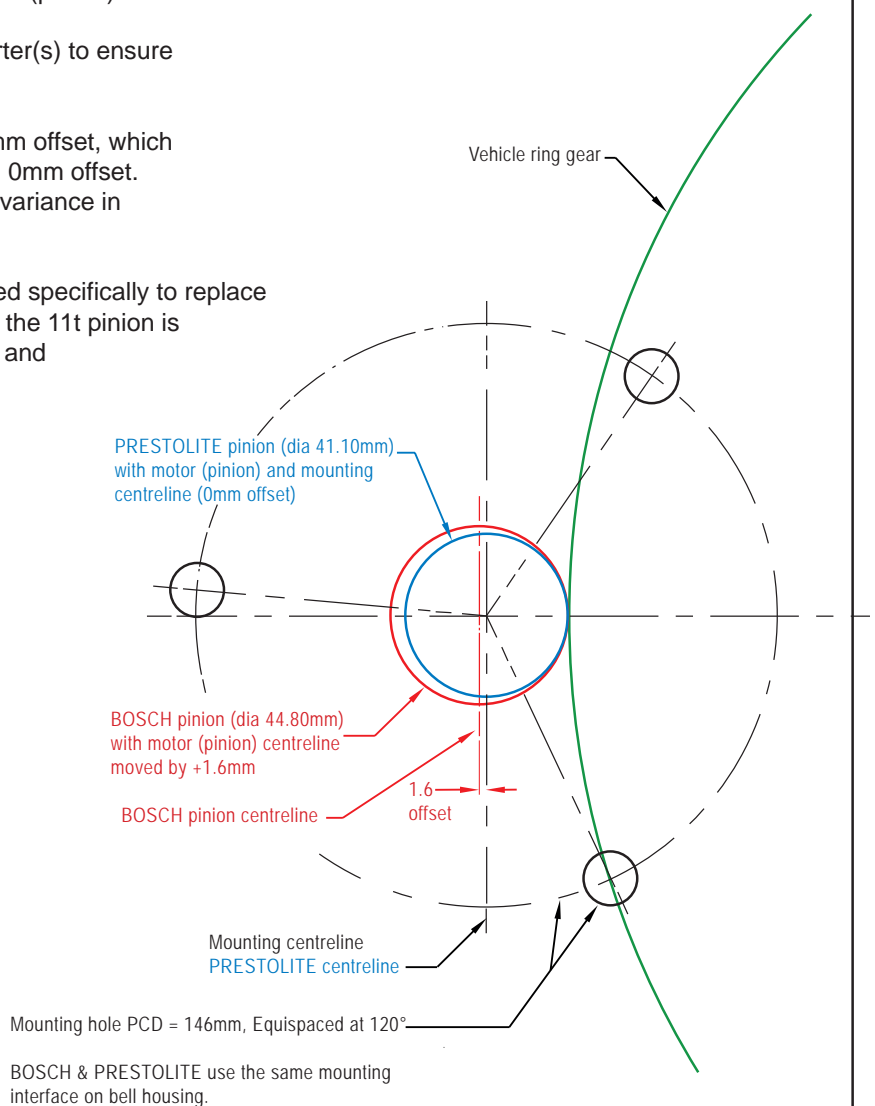 rter(s) to ensure
mm offset, which
0mm offset.
variance in
ed specifically to replace
the 11t pinion is
and
Vehicle ring gear
PRESTOLITE pinion (dia 41.10mm)
with motor (pinion) and mounting
centreline (0mm offset)
BOSCH pinion (dia 44.80mm)
with motor (pinion) centreline
moved by +1.6mm
1.6
offset
BOSCH pinion centreline
Mounting centreline
PRESTOLITE centreline
Mounting hole PCD = 146mm, Equispaced at 120°
BOSCH & PRESTOLITE use the same mounting
interface on bell housing.